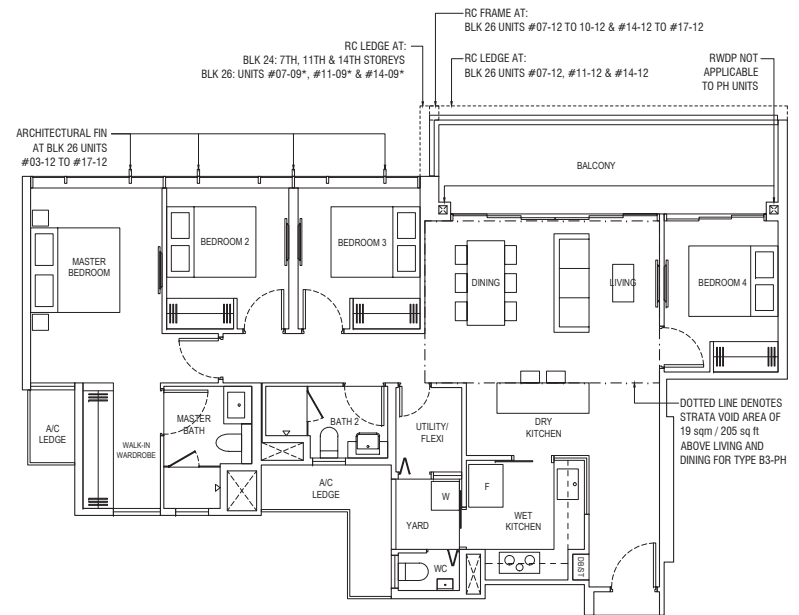 RC FRAME AT:
BLK 26 UNITS #07-12 TO 10-12 & #14-12 TO #17-12
RC LEDGE AT:
BLK 24: 7TH, 11TH & 14TH STOREYS
BLK 26: UNITS #07-09*, #11-09* & #14-09*
RC LEDGE AT:
BLK 26 UNITS #07-12, #11-12 & #14-12
RWDP NOT
APPLICABLE
TO PH UNITS
ARCHITECTURAL FIN
AT BLK 26 UNITS
#03-12 TO #17-12
BALCONY
MASTER
BEDROOM
BEDROOM 2
BEDROOM 3
DINING
LIVING
BEDROOM 4
A/C
LEDGE
WALK-IN
WARDROBE
MASTER
BATH
BATH 2
UTILITY/
FLEXI
DRY
KITCHEN
DOTTED LINE DENOTES
STRATA VOID AREA OF
19 sqm / 205 sq ft
ABOVE LIVING AND
DINING FOR TYPE B3-PH
A/C
LEDGE
W
F
YARD
WET
KITCHEN
WC
DB/ST